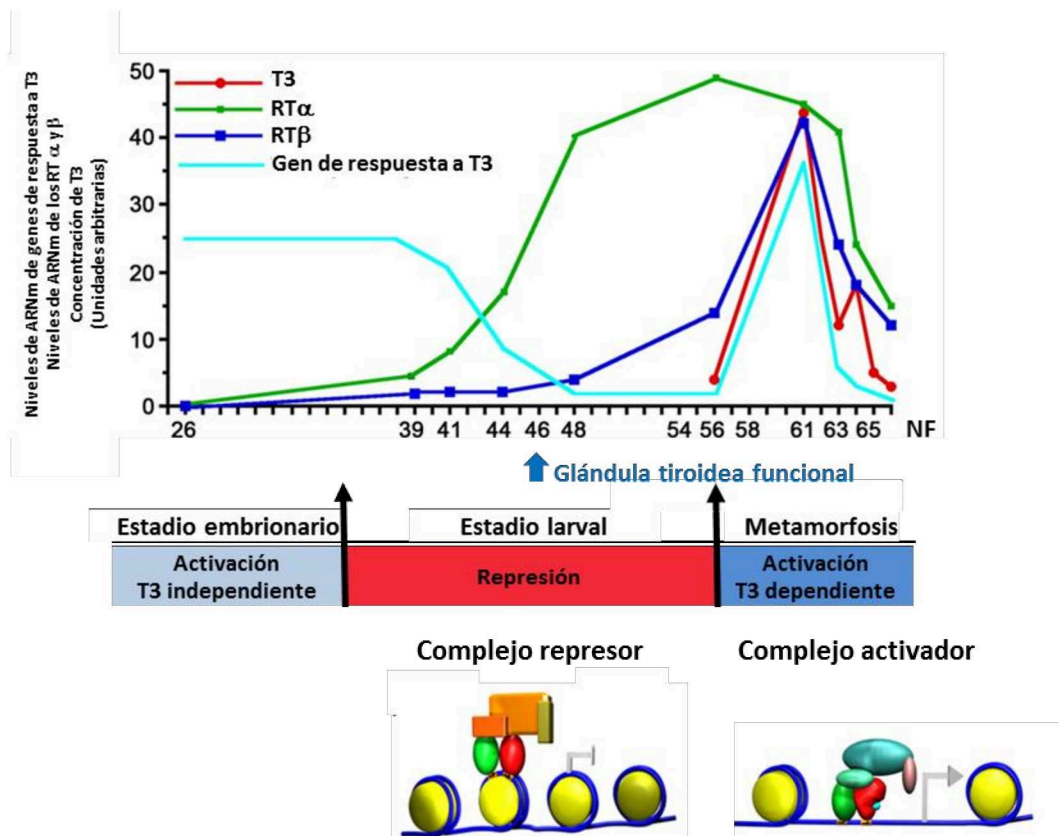 Niveles de ARNm de genes de respuesta a T3
Niveles de ARNm de los RT α y β
Concentración de T3
(Unidades arbitrarias)
50
40
30
20
10
0
T3
RTα
RTβ
Gen de respuesta a T3
26 39 41 44 46 48 54 56 58 61 63 65 NF
Glándula tiroidea funcional
Estadio embrionario Estadio larval Metamorfosis
Activación
T3 independiente
Represión
Activación
T3 dependiente
Complejo represor Complejo activador